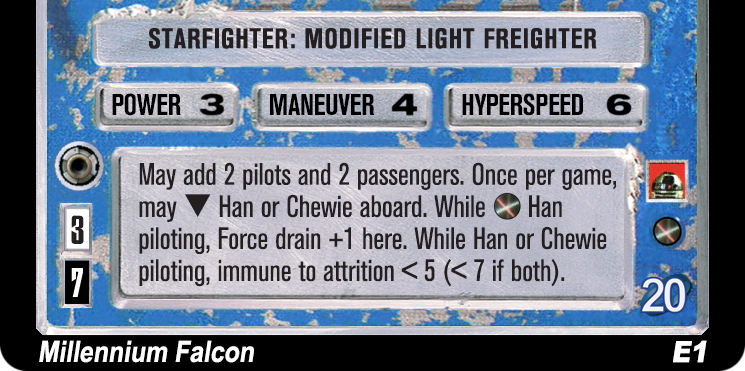 STARFIGHTER: MODIFIED LIGHT FREIGHTER
POWER 3 MANEUVER 4 HYPERSPEED 6
May add 2 pilots and 2 passengers. Once per game,
may ▼ Han or Chewie aboard. While Han
piloting, Force drain +1 here. While Han or Chewie
piloting, immune to attrition < 5 (< 7 if both).
3
7
20
Millennium Falcon E1